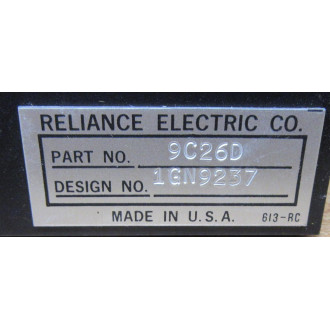 RELIANCE ELECTRIC CO.
PART NO. 9C26D
DESIGN NO. 1GN9237
MADE IN U.S.A. 613-RC